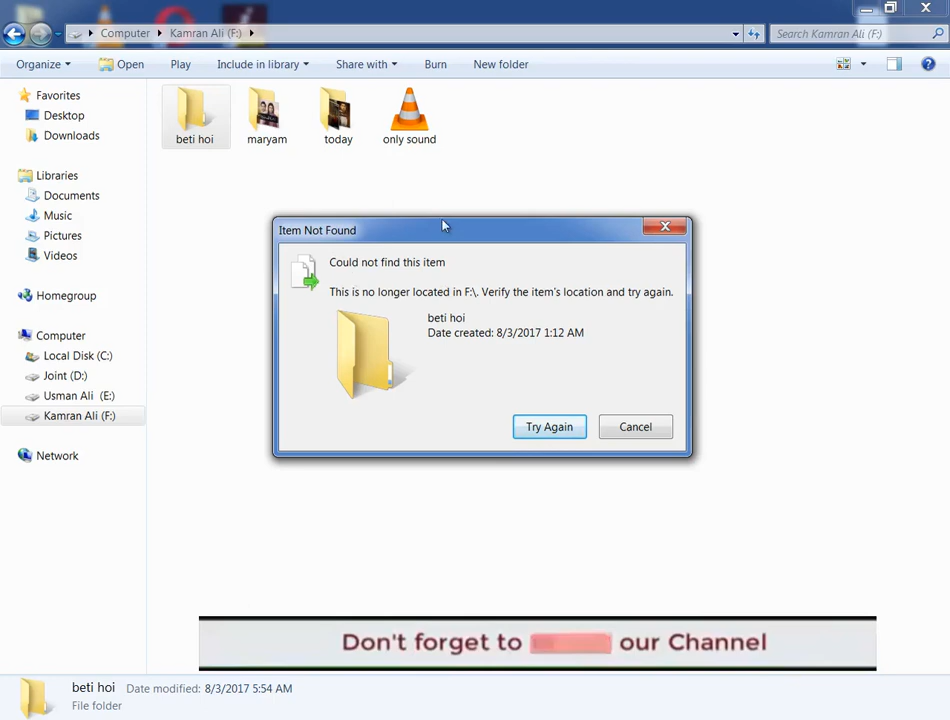 Computer Kamran Ali (F:) Search Kamran Ali (F:)
Organize Open Play Include in library Share with Burn New folder
Favorites
Desktop
Downloads
Libraries
Documents
Music
Pictures
Videos
Homegroup
Computer
Local Disk (C:)
Joint (D:)
Usman Ali (E:)
Kamran Ali (F:)
Network
beti hoi maryam today only sound
Item Not Found
Could not find this item
This is no longer located in F:\. Verify the item's location and try again.
beti hoi
Date created: 8/3/2017 1:12 AM
Try Again Cancel
Don't forget to our Channel
beti hoi Date modified: 8/3/2017 5:54 AM
File folder